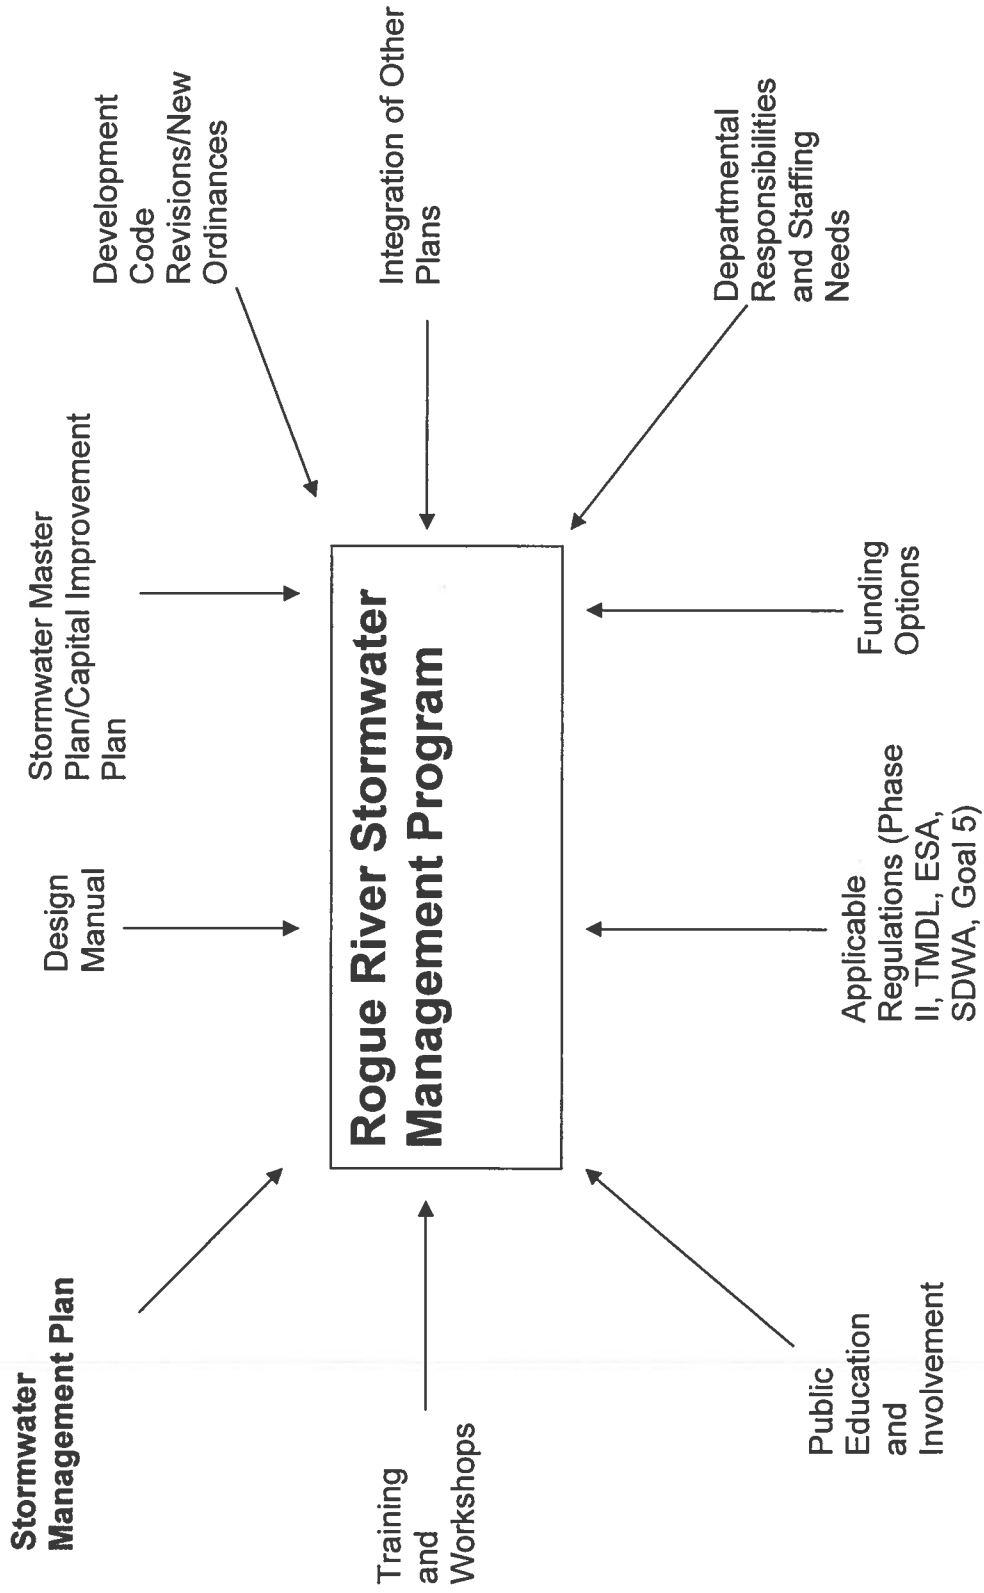 Stormwater
Management Plan
Design
Manual
Stormwater Master
Plan/Capital Improvement
Plan
Development
Code
Revisions/New
Ordinances
Training
and
Workshops
Rogue River Stormwater
Management Program
Integration of Other
Plans
Public
Education
and
Involvement
Applicable
Regulations (Phase
II, TMDL, ESA,
SDWA, Goal 5)
Funding
Options
Departmental
Responsibilities
and Staffing
Needs